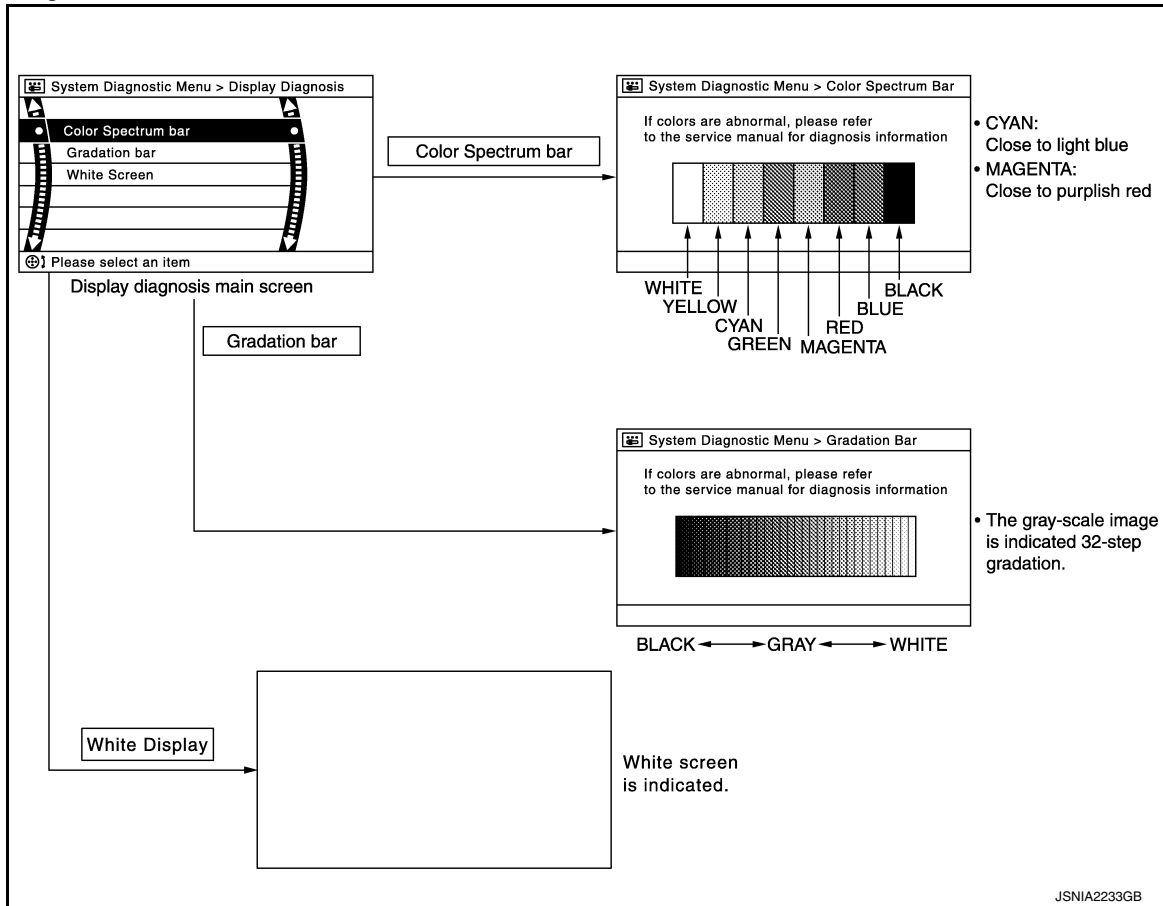 System Diagnostic Menu > Display Diagnosis
Color Spectrum bar
Gradation bar
White Screen
Please select an item
Display diagnosis main screen
Color Spectrum bar
System Diagnostic Menu > Color Spectrum Bar
If colors are abnormal, please refer
to the service manual for diagnosis information
WHITE
YELLOW
CYAN
GREEN
MAGENTA
RED
BLUE
BLACK
• CYAN:
Close to light blue
• MAGENTA:
Close to purplish red
Gradation bar
System Diagnostic Menu > Gradation Bar
If colors are abnormal, please refer
to the service manual for diagnosis information
BLACK GRAY WHITE
• The gray-scale image
is indicated 32-step
gradation.
White Display
White screen
is indicated.
JSNIA2233GB